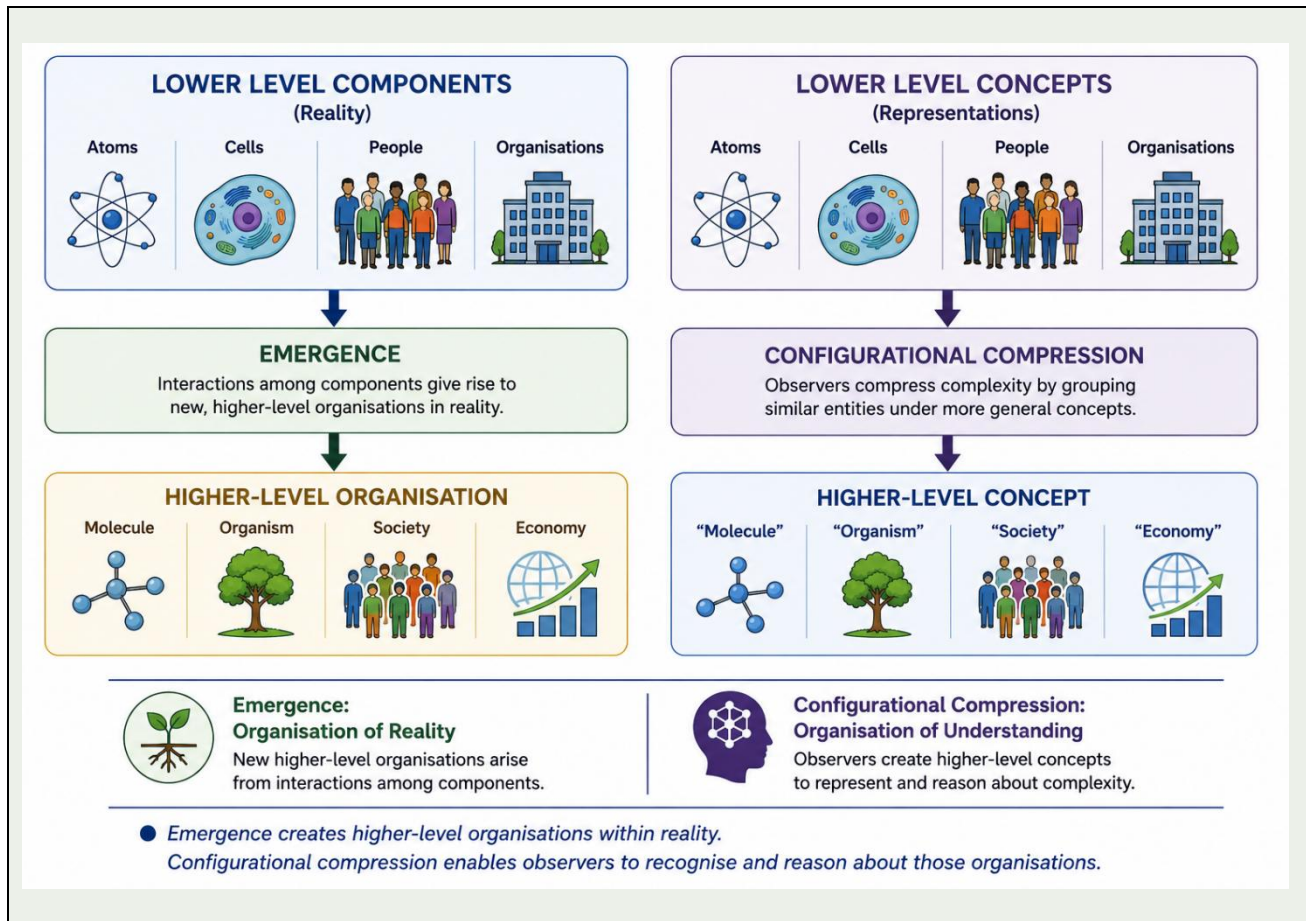 LOWER LEVEL COMPONENTS
(Reality)
Atoms
Cells
People
Organisations
EMERGENCE
Interactions among components give rise to
new, higher-level organisations in reality.
HIGHER-LEVEL ORGANISATION
Molecule
Organism
Society
Economy
LOWER LEVEL CONCEPTS
(Representations)
Atoms
Cells
People
Organisations
CONFIGURATIONAL COMPRESSION
Observers compress complexity by grouping
similar entities under more general concepts.
HIGHER-LEVEL CONCEPT
“Molecule”
“Organism”
“Society”
“Economy”
Emergence:
Organisation of Reality
New higher-level organisations arise
from interactions among components.
Configurational Compression:
Organisation of Understanding
Observers create higher-level concepts
to represent and reason about complexity.
Emergence creates higher-level organisations within reality.
Configurational compression enables observers to recognise and reason about those organisations.